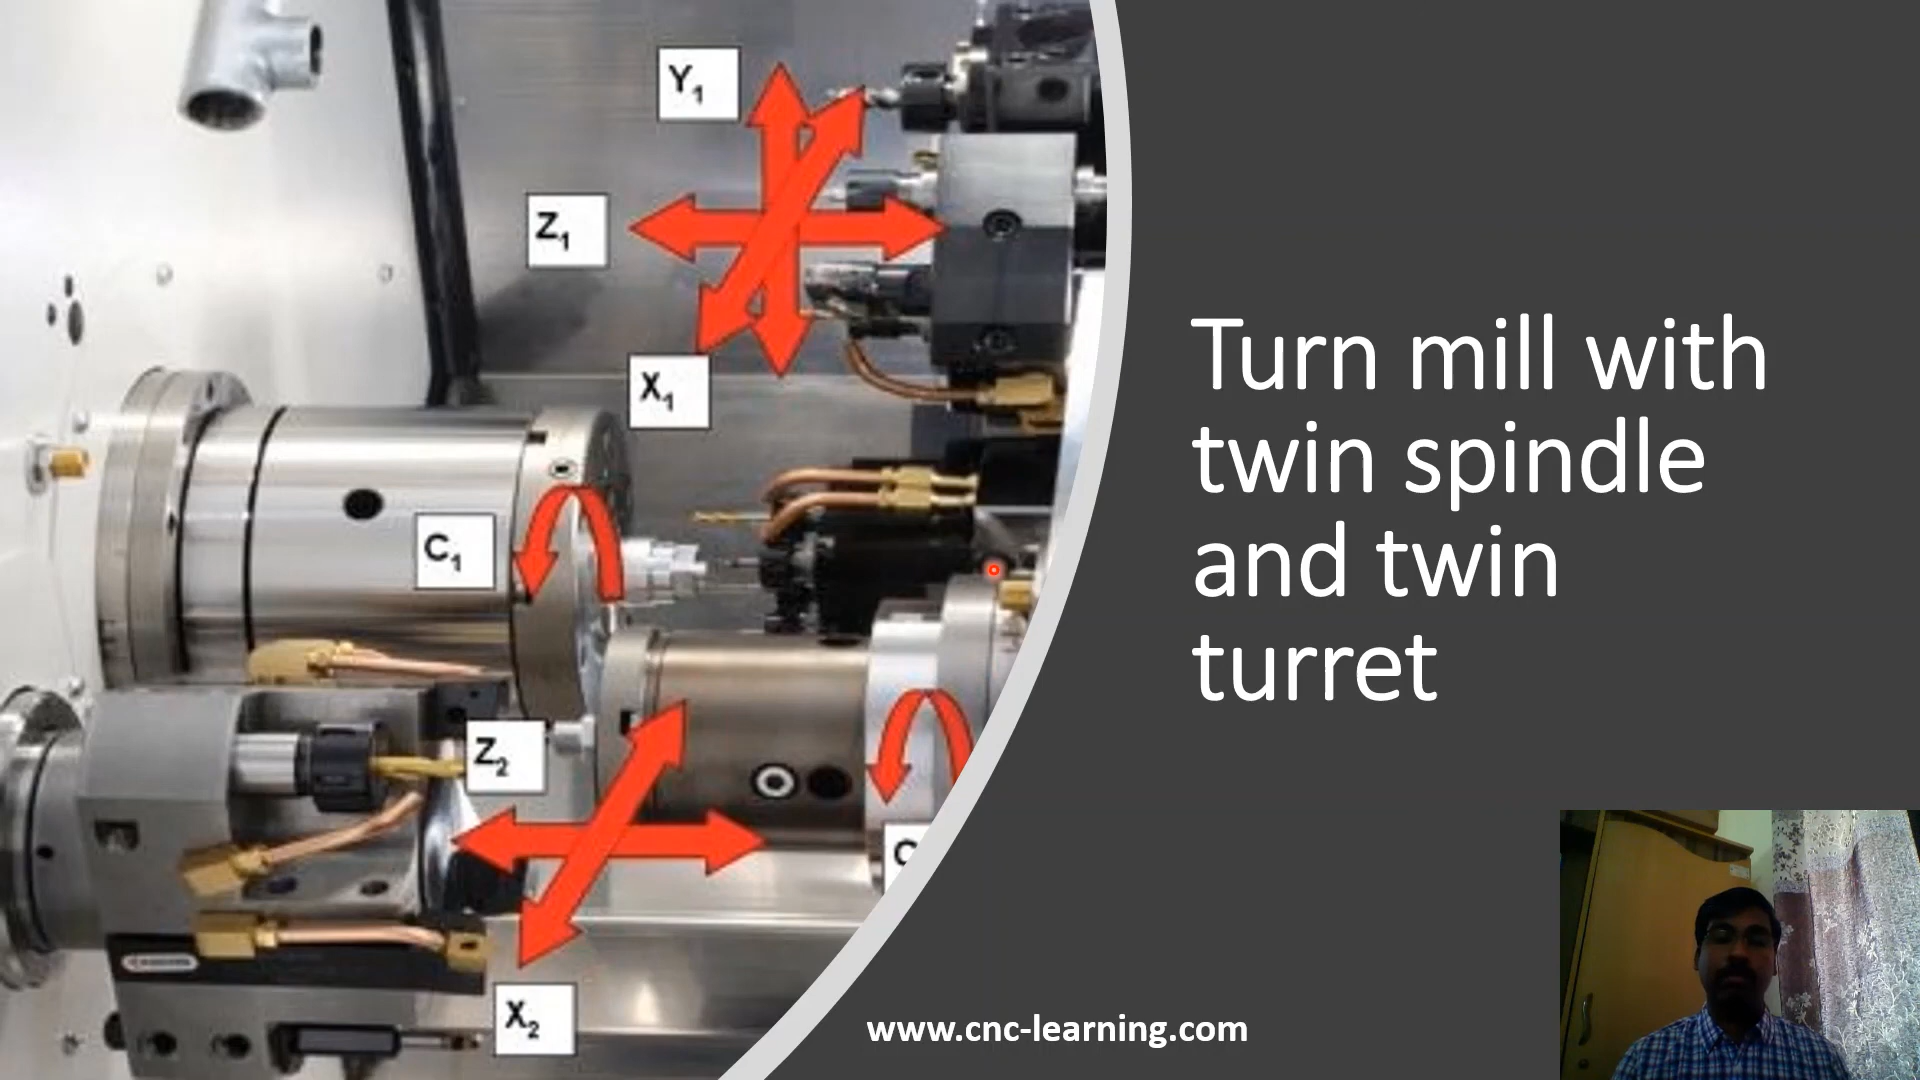 Y1
Z1
X1
C1
Z2
C
X2
Turn mill with
twin spindle
and twin
turret
www.cnc-learning.com